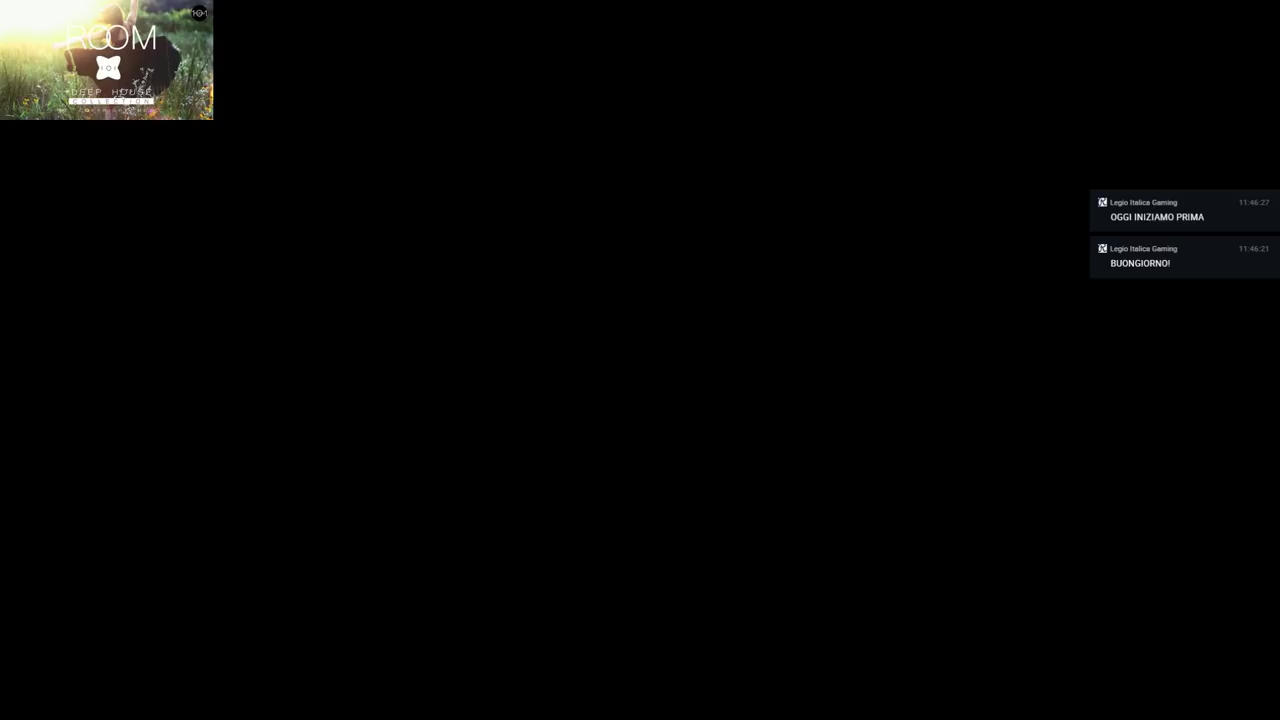 ROOM
101
DEEP HOUSE
COLLECTION
Legio Italica Gaming 11:46:27
OGGI INIZIAMO PRIMA
Legio Italica Gaming 11:46:21
BUONGIORNO!